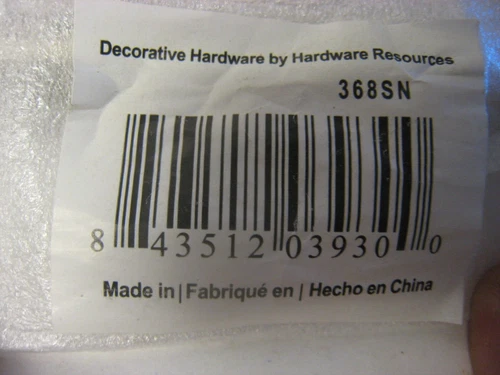 Decorative Hardware by Hardware Resources
368SN
8 43512 03930 0
Made in | Fabriqué en | Hecho en China